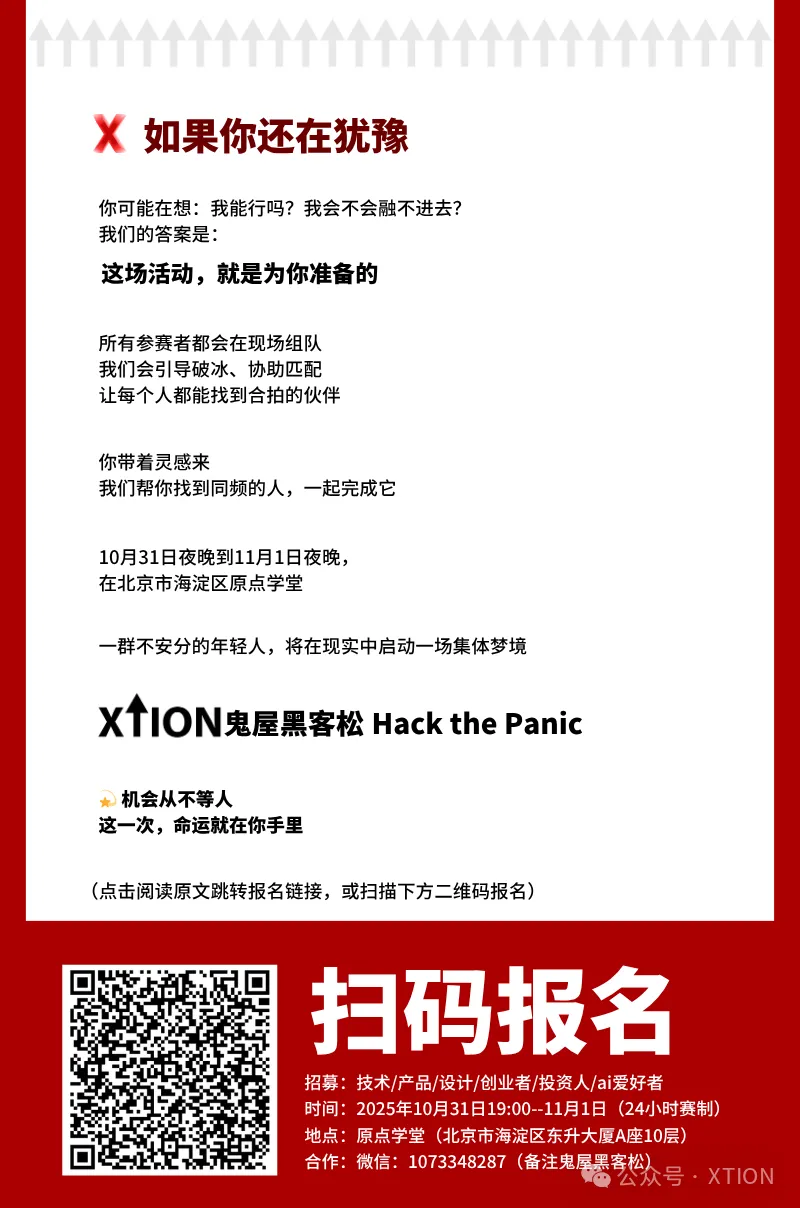 X 如果你还在犹豫
你可能在想：我能行吗？我会不会融不进去？
我们的答案是：
这场活动，就是为你准备的
所有参赛者都会在现场组队
我们会引导破冰、协助匹配
让每个人都能找到合拍的伙伴
你带着灵感来
我们帮你找到同频的人，一起完成它
10月31日夜晚到11月1日夜晚，
在北京市海淀区原点学堂
一群不安分的年轻人，将在现实中启动一场集体梦境
XTION鬼屋黑客松 Hack the Panic
💫 机会从不等人
这一次，命运就在你手里
（点击阅读原文跳转报名链接，或扫描下方二维码报名）
扫码报名
招募：技术/产品/设计/创业者/投资人/ai爱好者
时间：2025年10月31日19:00--11月1日（24小时赛制）
地点：原点学堂（北京市海淀区东升大厦A座10层）
合作：微信：1073348287（备注鬼屋黑客松）
公众号 · XTION